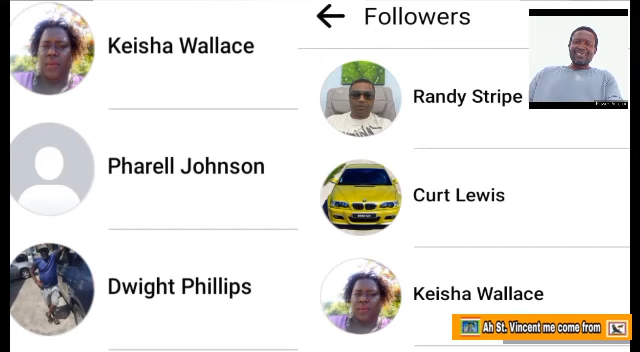 Keisha Wallace
Pharell Johnson
Dwight Phillips
Followers
Randy Stripe
Curt Lewis
Keisha Wallace
Ah St. Vincent me come from